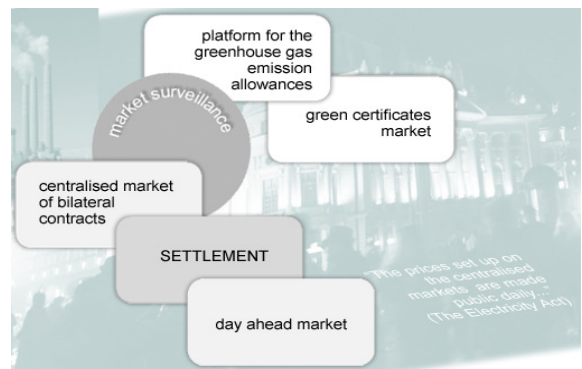 platform for the
greenhouse gas
emission
allowances
market surveillance
green certificates
market
centralised market
of bilateral
contracts
SETTLEMENT
day ahead market
"The prices set up on
the centralised
markets are made
public daily..."
(The Electricity Act)